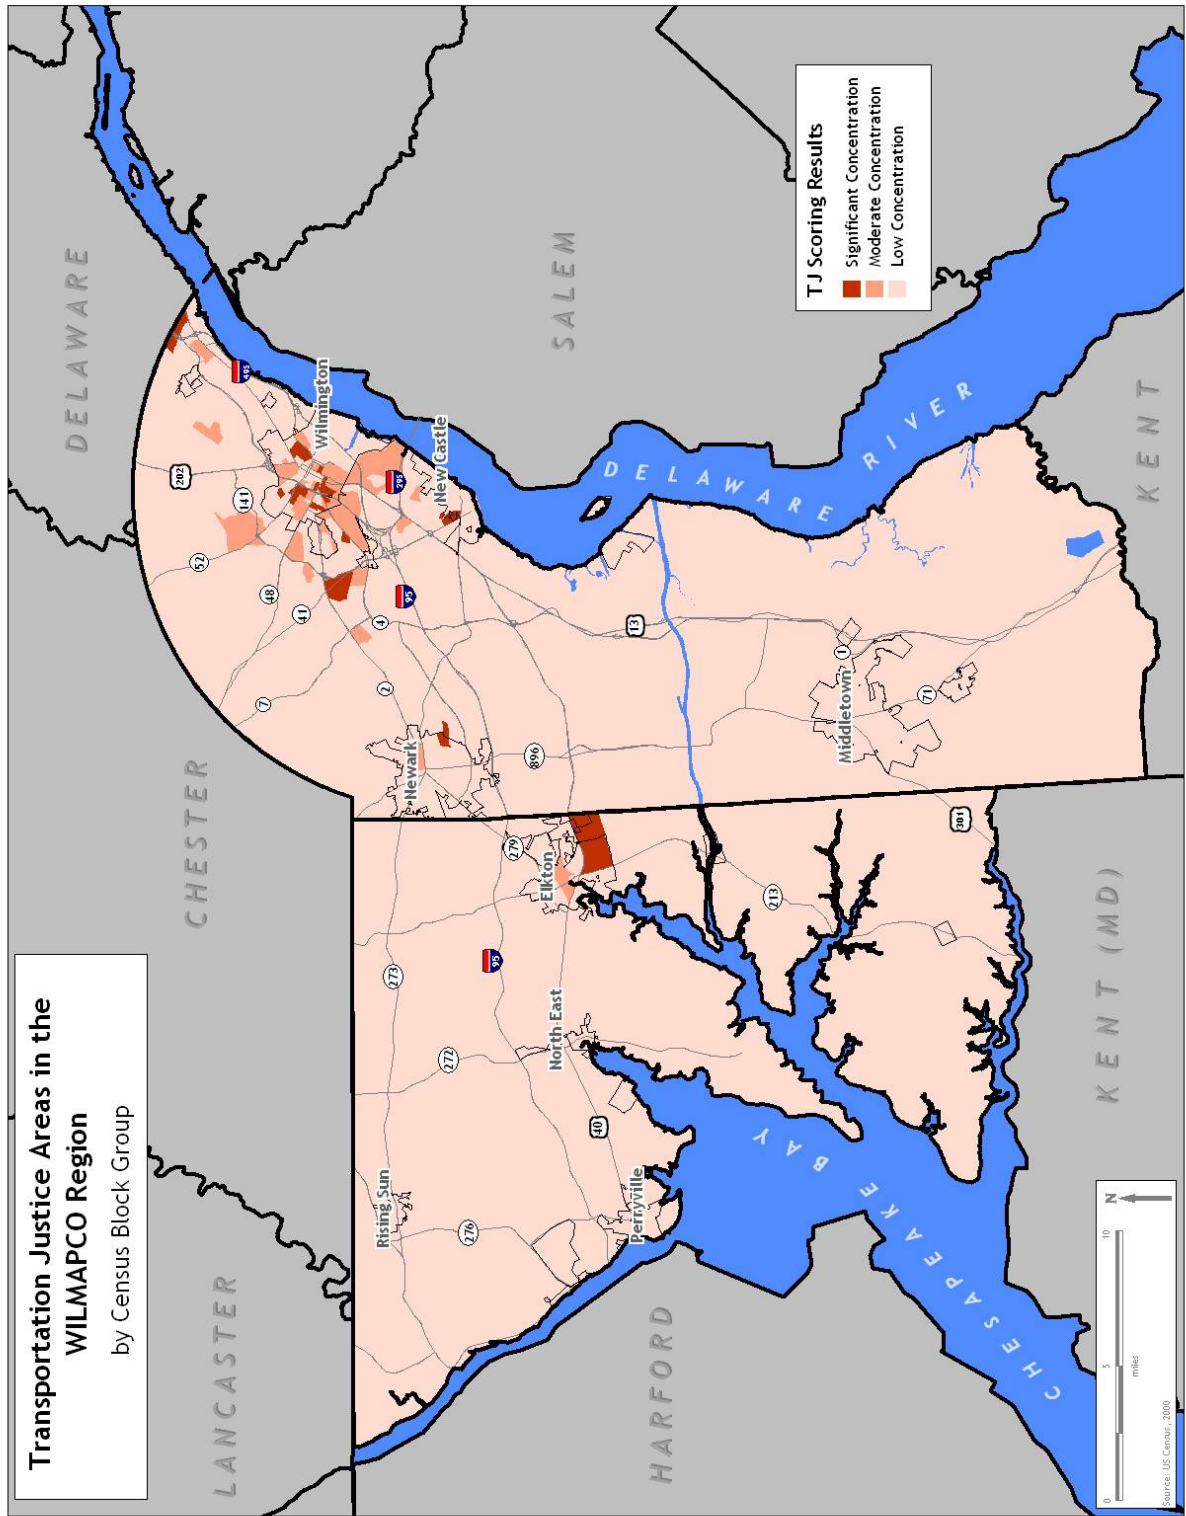 Transportation Justice Areas in the
WILMAPCO Region
by Census Block Group
LANCASTER
CHESTER
DELAWARE
SALEM
KENT
KENT (MD)
HARFORD
DELAWARE RIVER
CHESAPEAKE BAY
Rising Sun
Perryville
North East
Elkton
Newark
New Castle
Wilmington
Middletown
276
272
273
40
95
279
213
301
896
2
7
4
41
48
52
141
202
495
295
95
13
1
71
TJ Scoring Results
Significant Concentration
Moderate Concentration
Low Concentration
N
0
5
10
miles
Source: US Census, 2000